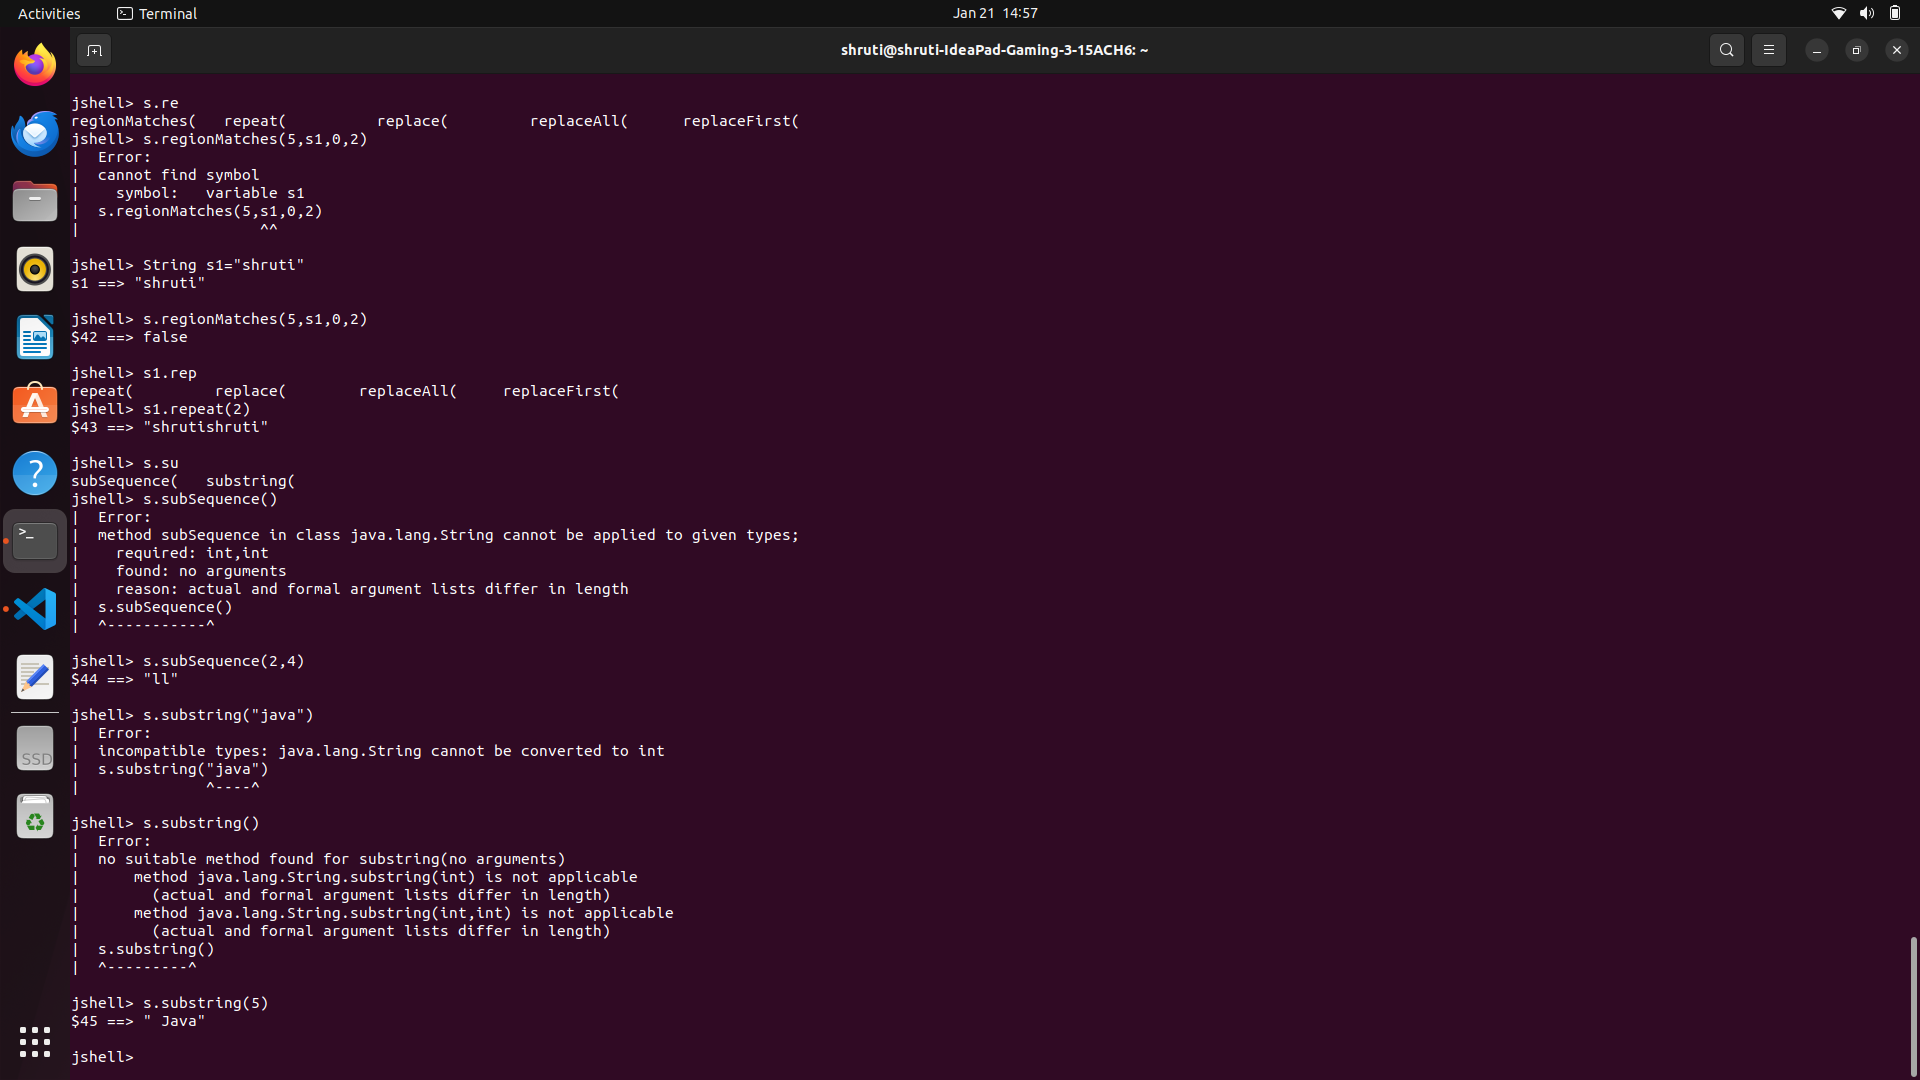 Activities
Terminal
Jan 21 14:57
shruti@shruti-IdeaPad-Gaming-3-15ACH6: ~
jshell> s.re
regionMatches(   repeat(          replace(         replaceAll(      replaceFirst(
jshell> s.regionMatches(5,s1,0,2)
|  Error:
|  cannot find symbol
|    symbol:   variable s1
|  s.regionMatches(5,s1,0,2)
|                    ^^
jshell> String s1="shruti"
s1 ==> "shruti"
jshell> s.regionMatches(5,s1,0,2)
$42 ==> false
jshell> s1.rep
repeat(         replace(        replaceAll(     replaceFirst(
jshell> s1.repeat(2)
$43 ==> "shrutishruti"
jshell> s.su
subSequence(   substring(
jshell> s.subSequence()
|  Error:
|  method subSequence in class java.lang.String cannot be applied to given types;
|    required: int,int
|    found: no arguments
|    reason: actual and formal argument lists differ in length
|  s.subSequence()
|  ^-----------^
jshell> s.subSequence(2,4)
$44 ==> "ll"
jshell> s.substring("java")
|  Error:
|  incompatible types: java.lang.String cannot be converted to int
|  s.substring("java")
|              ^----^
jshell> s.substring()
|  Error:
|  no suitable method found for substring(no arguments)
|      method java.lang.String.substring(int) is not applicable
|        (actual and formal argument lists differ in length)
|      method java.lang.String.substring(int,int) is not applicable
|        (actual and formal argument lists differ in length)
|  s.substring()
|  ^---------^
jshell> s.substring(5)
$45 ==> " Java"
jshell>
SSD